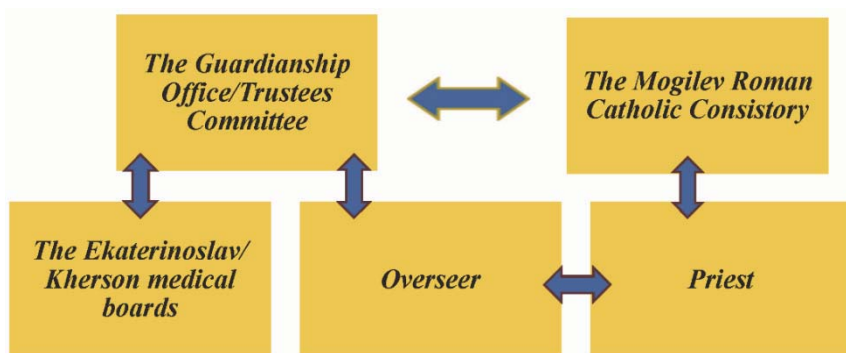 The Guardianship
Office/Trustees
Committee
The Mogilev Roman
Catholic Consistory
The Ekaterinoslav/
Kherson medical
boards
Overseer
Priest